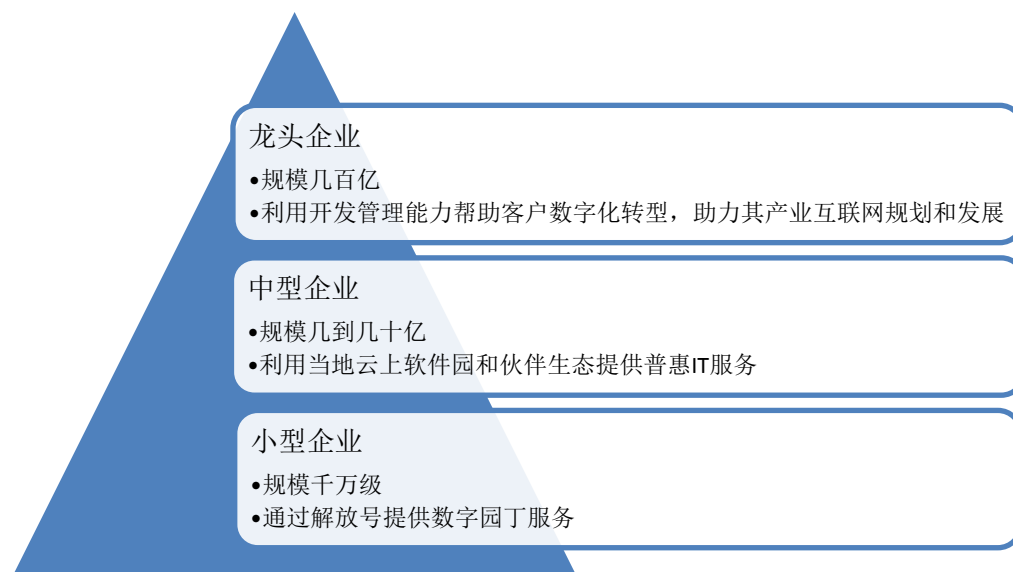 龙头企业
•规模几百亿
•利用开发管理能力帮助客户数字化转型，助力其产业互联网规划和发展
中型企业
•规模几到几十亿
•利用当地云上软件园和伙伴生态提供普惠IT服务
小型企业
•规模千万级
•通过解放号提供数字园丁服务